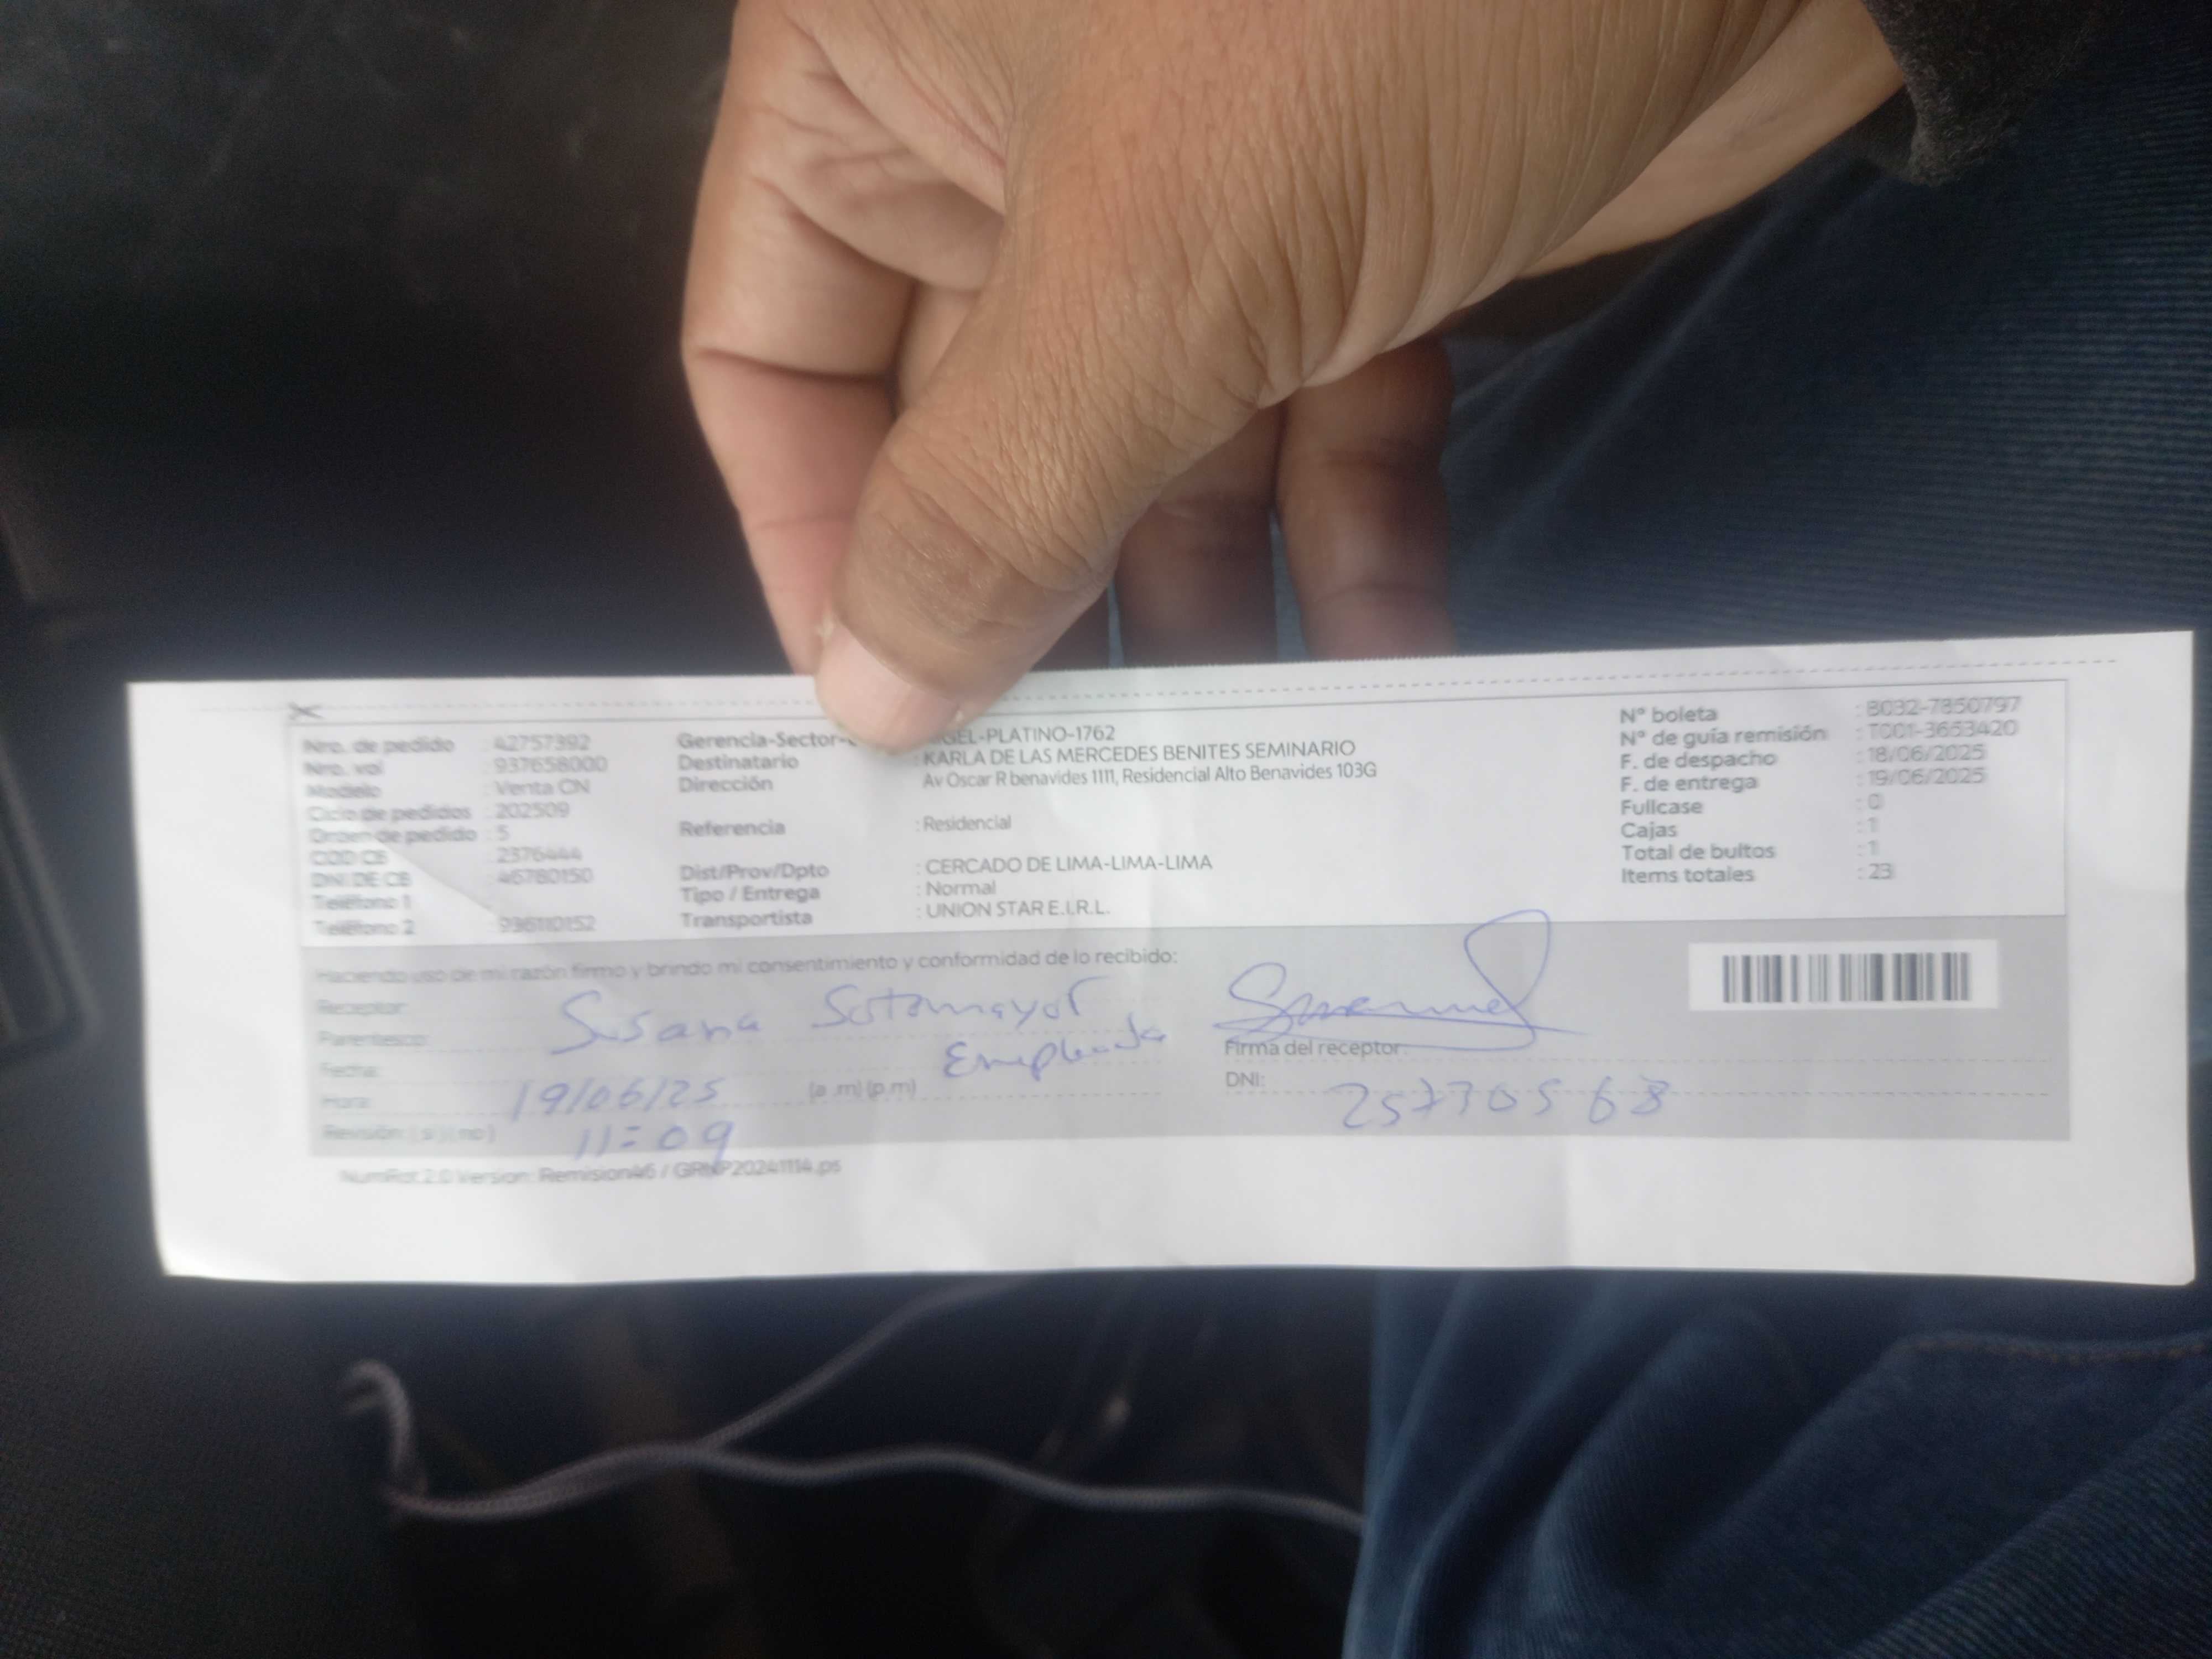 Nro. de pedido : 42757392
Nro. val : 937658000
Modelo : Venta CN
Ciclo de pedidos : 202509
Orden de pedido : 5
COD CB : 2376444
DNI DE CB : 46780150
Teléfono 1
Teléfono 2 : 936110152
Gerencia-Sector- GEL-PLATINO-1762
Destinatario : KARLA DE LAS MERCEDES BENITES SEMINARIO
Dirección Av Oscar R benavides 1111, Residencial Alto Benavides 103G
Referencia : Residencial
Dist/Prov/Dpto : CERCADO DE LIMA-LIMA-LIMA
Tipo / Entrega : Normal
Transportista : UNION STAR E.I.R.L.
N° boleta : B032-7850797
N° de guía remisión : T001-3653420
F. de despacho : 18/06/2025
F. de entrega : 19/06/2025
Fullcase : 0
Cajas : 1
Total de bultos : 1
Items totales : 23
Haciendo uso de mi razón firmo y brindo mi consentimiento y conformidad de lo recibido:
Receptor: Susana Sotomayor
Parentesco: Empleada
Fecha: 19/06/25
Hora: 11:09 (a .m) (p.m)
Revisión: ( si ) ( no )
Firma del receptor:
DNI:
NumRot 2.0 Version: Remision46 / GRNP20241114.ps